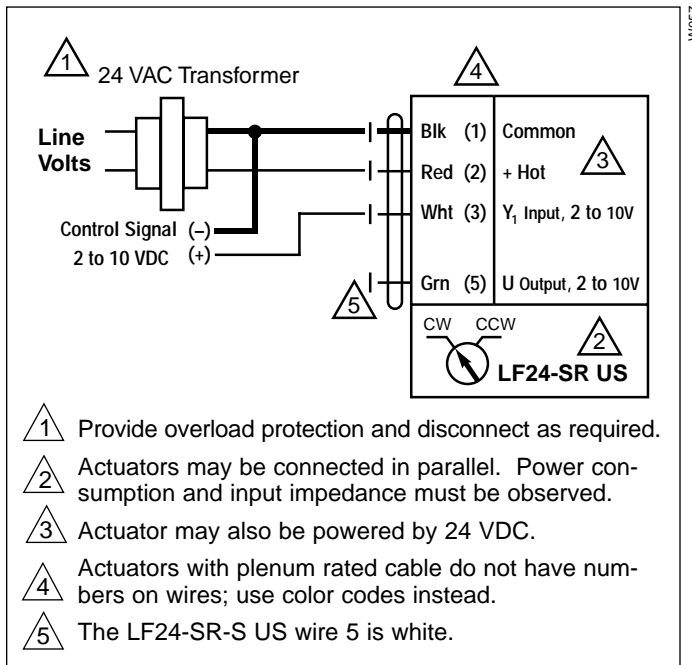 W057
1 24 VAC Transformer
4
Line
Volts
Blk (1) Common
3
Red (2) + Hot
Wht (3) Y1 Input, 2 to 10V
Control Signal (–)
2 to 10 VDC (+)
5
Grn (5) U Output, 2 to 10V
CW CCW
2
LF24-SR US
1 Provide overload protection and disconnect as required.
2 Actuators may be connected in parallel. Power con-
sumption and input impedance must be observed.
3 Actuator may also be powered by 24 VDC.
4 Actuators with plenum rated cable do not have num-
bers on wires; use color codes instead.
5 The LF24-SR-S US wire 5 is white.